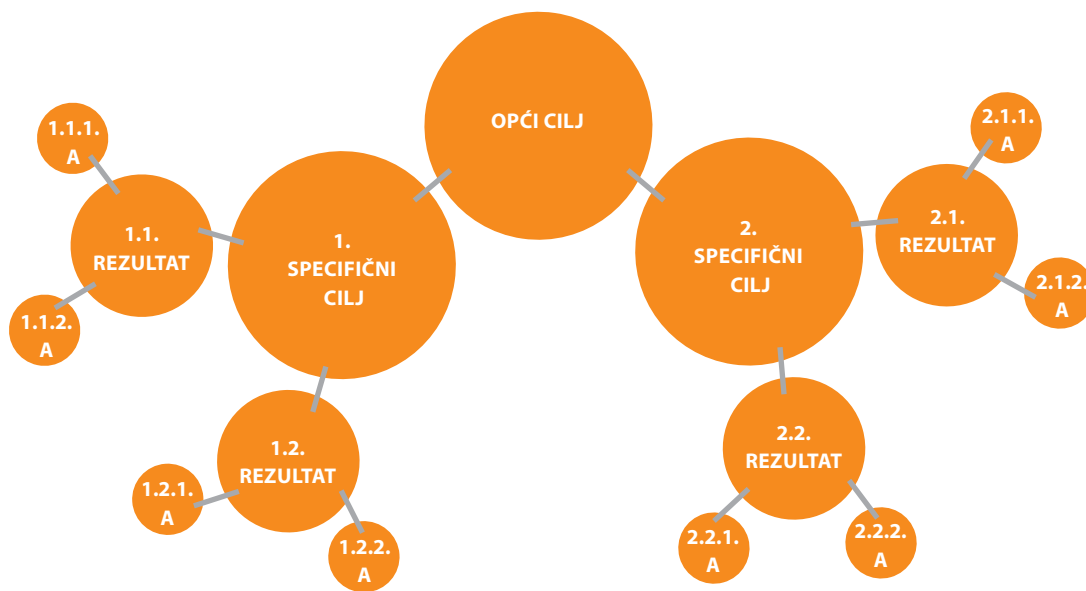 OPĆI CILJ
1.
SPECIFIČNI
CILJ
1.1.
REZULTAT
1.1.1.
A
1.1.2.
A
1.2.
REZULTAT
1.2.1.
A
1.2.2.
A
2.
SPECIFIČNI
CILJ
2.1.
REZULTAT
2.1.1.
A
2.1.2.
A
2.2.
REZULTAT
2.2.1.
A
2.2.2.
A